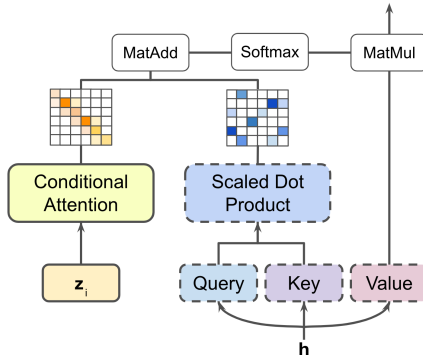 MatAdd
Softmax
MatMul
Conditional
Attention
Scaled Dot
Product
z i
Query
Key
Value
h